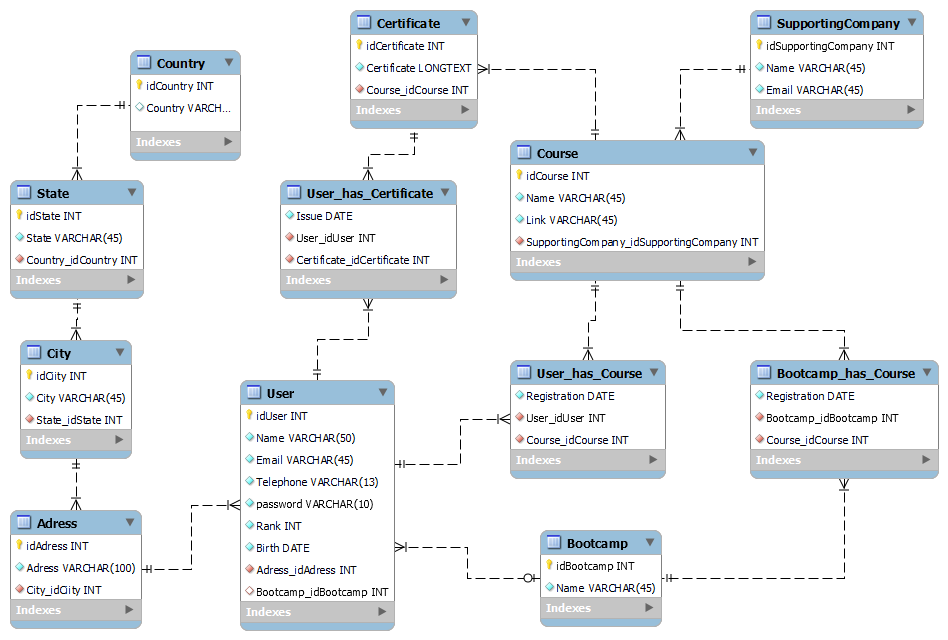 Country
idCountry INT
Country VARCH...
Indexes
Certificate
idCertificate INT
Certificate LONGTEXT
Course_idCourse INT
Indexes
SupportingCompany
idSupportingCompany INT
Name VARCHAR(45)
Email VARCHAR(45)
Indexes
State
idState INT
State VARCHAR(45)
Country_idCountry INT
Indexes
User_has_Certificate
Issue DATE
User_idUser INT
Certificate_idCertificate INT
Indexes
Course
idCourse INT
Name VARCHAR(45)
Link VARCHAR(45)
SupportingCompany_idSupportingCompany INT
Indexes
City
idCity INT
City VARCHAR(45)
State_idState INT
Indexes
User
idUser INT
Name VARCHAR(50)
Email VARCHAR(45)
Telephone VARCHAR(13)
password VARCHAR(10)
Rank INT
Birth DATE
Adress_idAdress INT
Bootcamp_idBootcamp INT
Indexes
User_has_Course
Registration DATE
User_idUser INT
Course_idCourse INT
Indexes
Bootcamp_has_Course
Registration DATE
Bootcamp_idBootcamp INT
Course_idCourse INT
Indexes
Adress
idAdress INT
Adress VARCHAR(100)
City_idCity INT
Indexes
Bootcamp
idBootcamp INT
Name VARCHAR(45)
Indexes